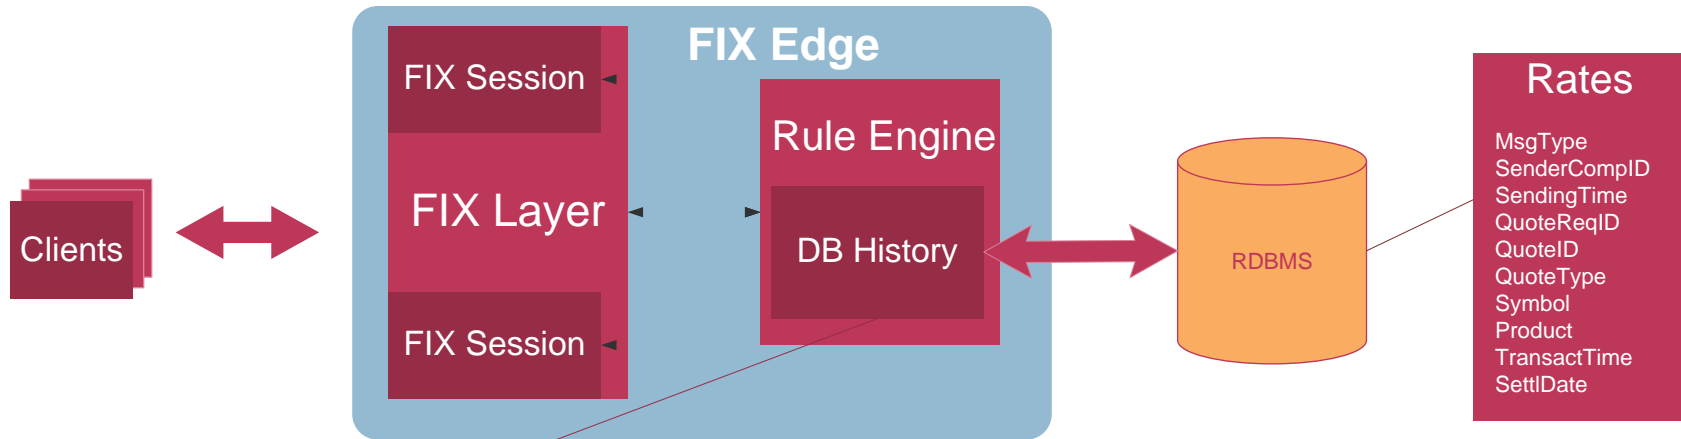 FIX Edge
FIX Session
FIX Layer
FIX Session
Clients
Rule Engine
DB History
RDBMS
Rates
MsgType
SenderCompID
SendingTime
QuoteReqID
QuoteID
QuoteType
Symbol
Product
TransactTime
SettlDate